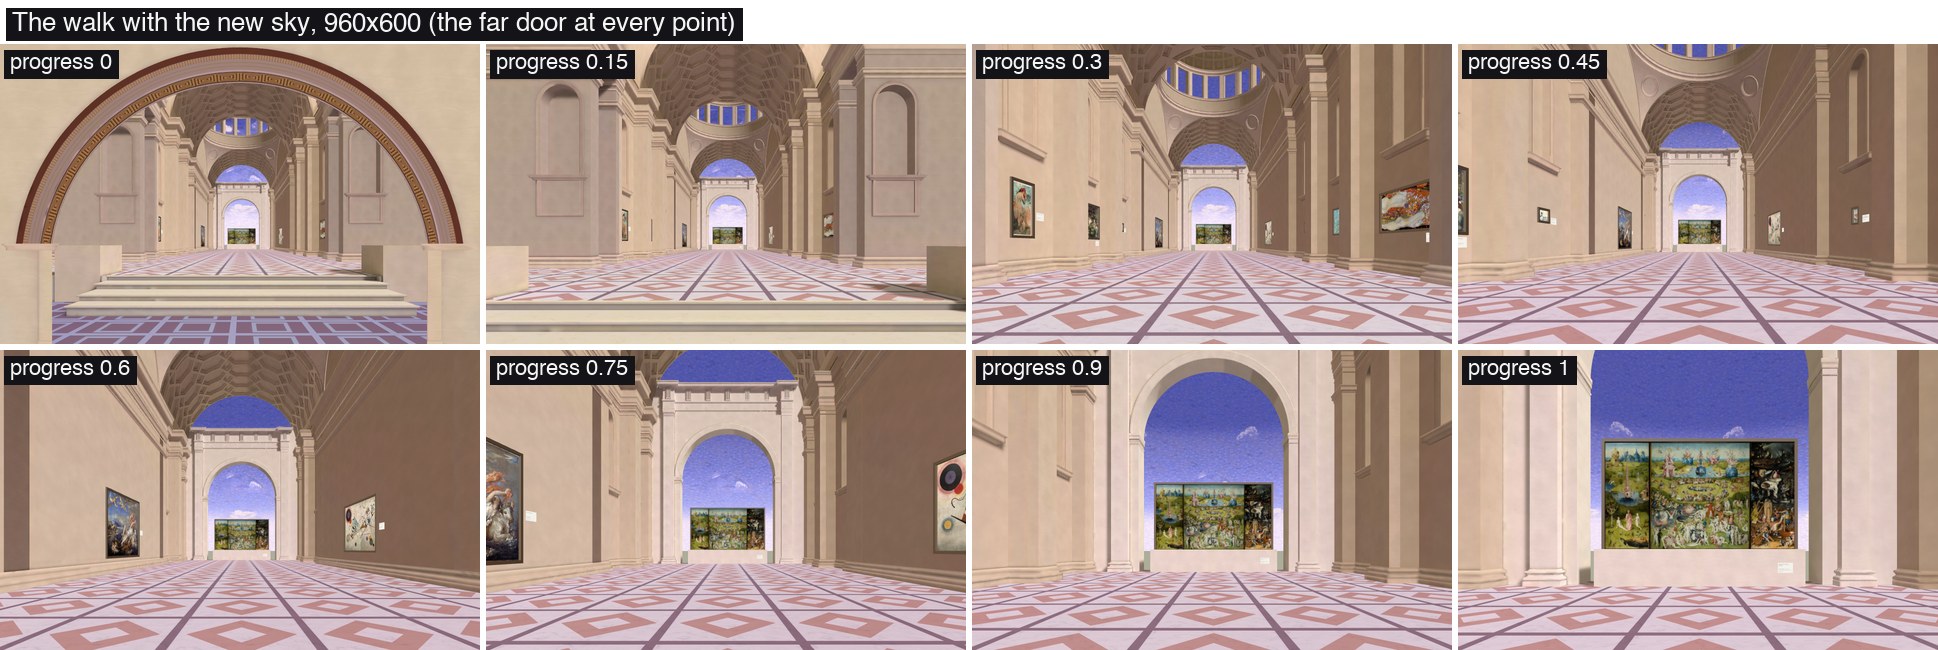 The walk with the new sky, 960x600 (the far door at every point)
progress 0
progress 0.15
progress 0.3
progress 0.45
progress 0.6
progress 0.75
progress 0.9
progress 1